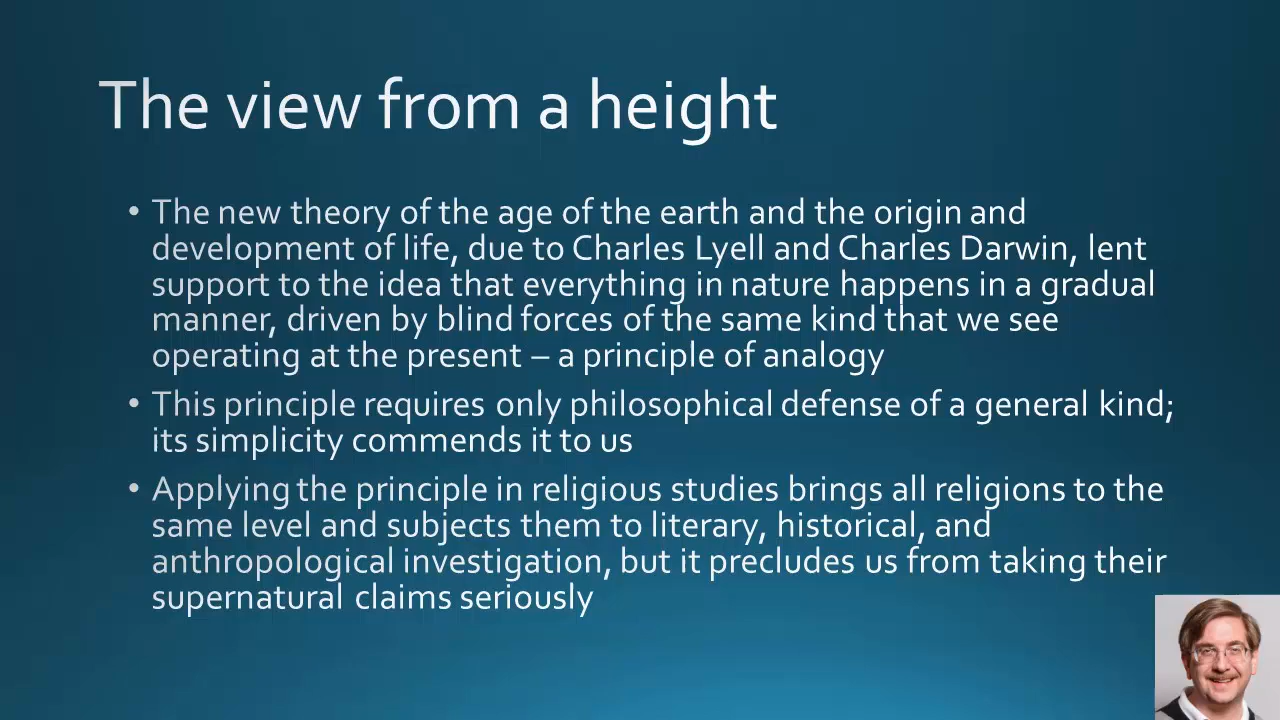 The view from a height
• The new theory of the age of the earth and the origin and
development of life, due to Charles Lyell and Charles Darwin, lent
support to the idea that everything in nature happens in a gradual
manner, driven by blind forces of the same kind that we see
operating at the present – a principle of analogy
• This principle requires only philosophical defense of a general kind;
its simplicity commends it to us
• Applying the principle in religious studies brings all religions to the
same level and subjects them to literary, historical, and
anthropological investigation, but it precludes us from taking their
supernatural claims seriously